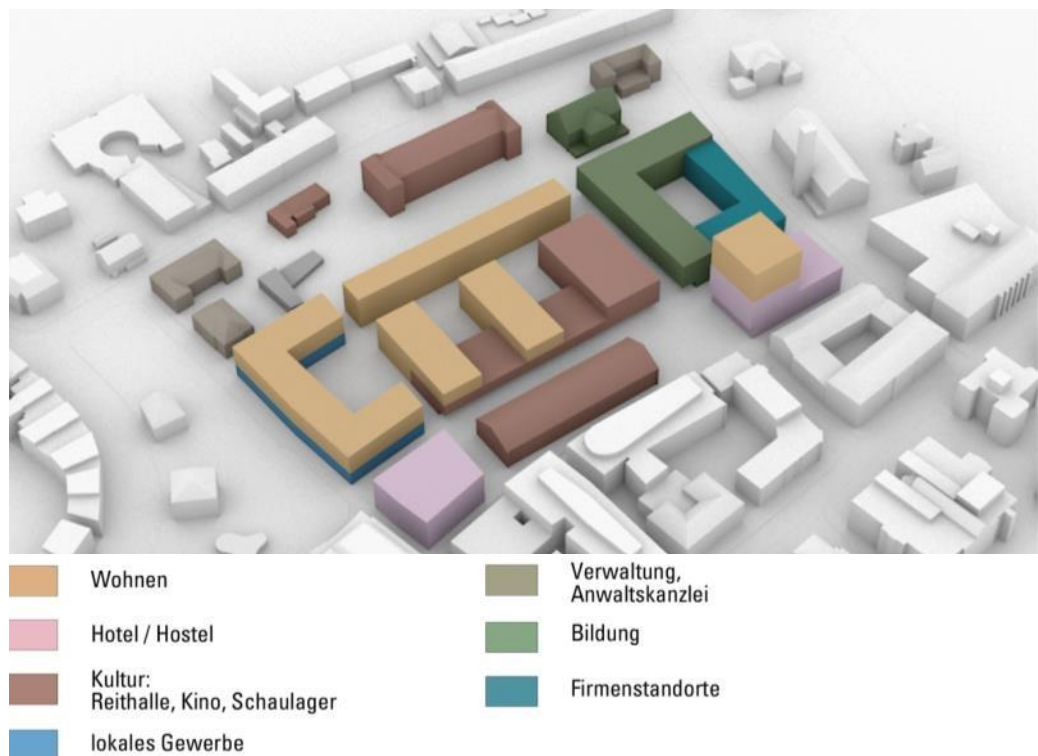 Wohnen
Hotel / Hostel
Kultur:
Reithalle, Kino, Schaulager
lokales Gewerbe
Verwaltung,
Anwaltskanzlei
Bildung
Firmenstandorte